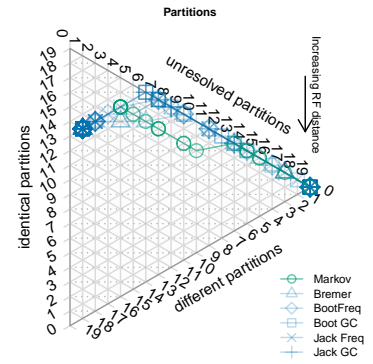 Partitions
0 1 2 3 4 5 6 7 8 9 10 11 12 13 14 15 16 17 18 19
unresolved partitions
Increasing RF distance
19
18
17
16
15
14
13
12
11
10
9
8
7
6
5
4
3
2
1
0
identical partitions
0 1 2 3 4 5 6 7 8 9 10 11 12 13 14 15 16 17 18 19
different partitions
Markov
Bremer
BootFreq
Boot GC
Jack Freq
Jack GC